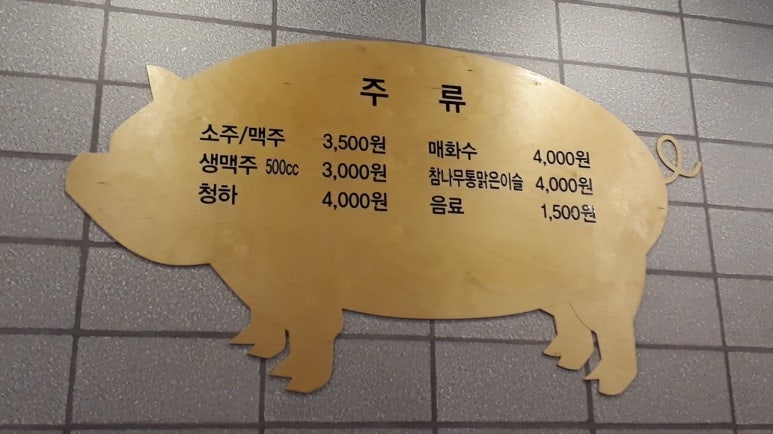 주 류
소주/맥주 3,500원
생맥주 500cc 3,000원
청하 4,000원
매화수 4,000원
참나무통맑은이슬 4,000원
음료 1,500원